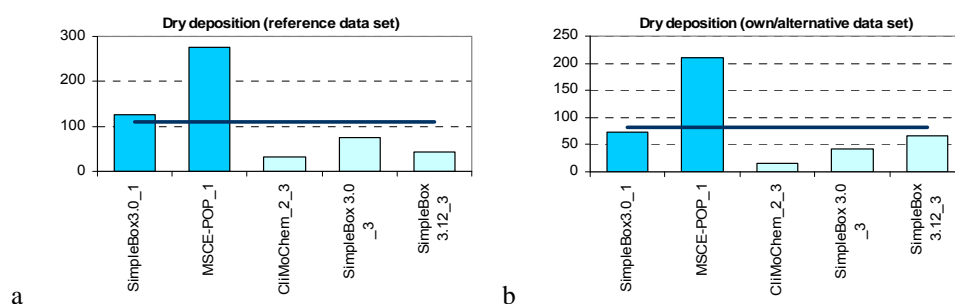 Dry deposition (reference data set)
300
200
100
0
SimpleBox3.0_1
MSCE-POP_1
CliMoChem_2_3
SimpleBox 3.0
_3
SimpleBox
3.12_3
a
Dry deposition (own/alternative data set)
250
200
150
100
50
0
SimpleBox3.0_1
MSCE-POP_1
CliMoChem_2_3
SimpleBox 3.0
_3
SimpleBox
3.12_3
b